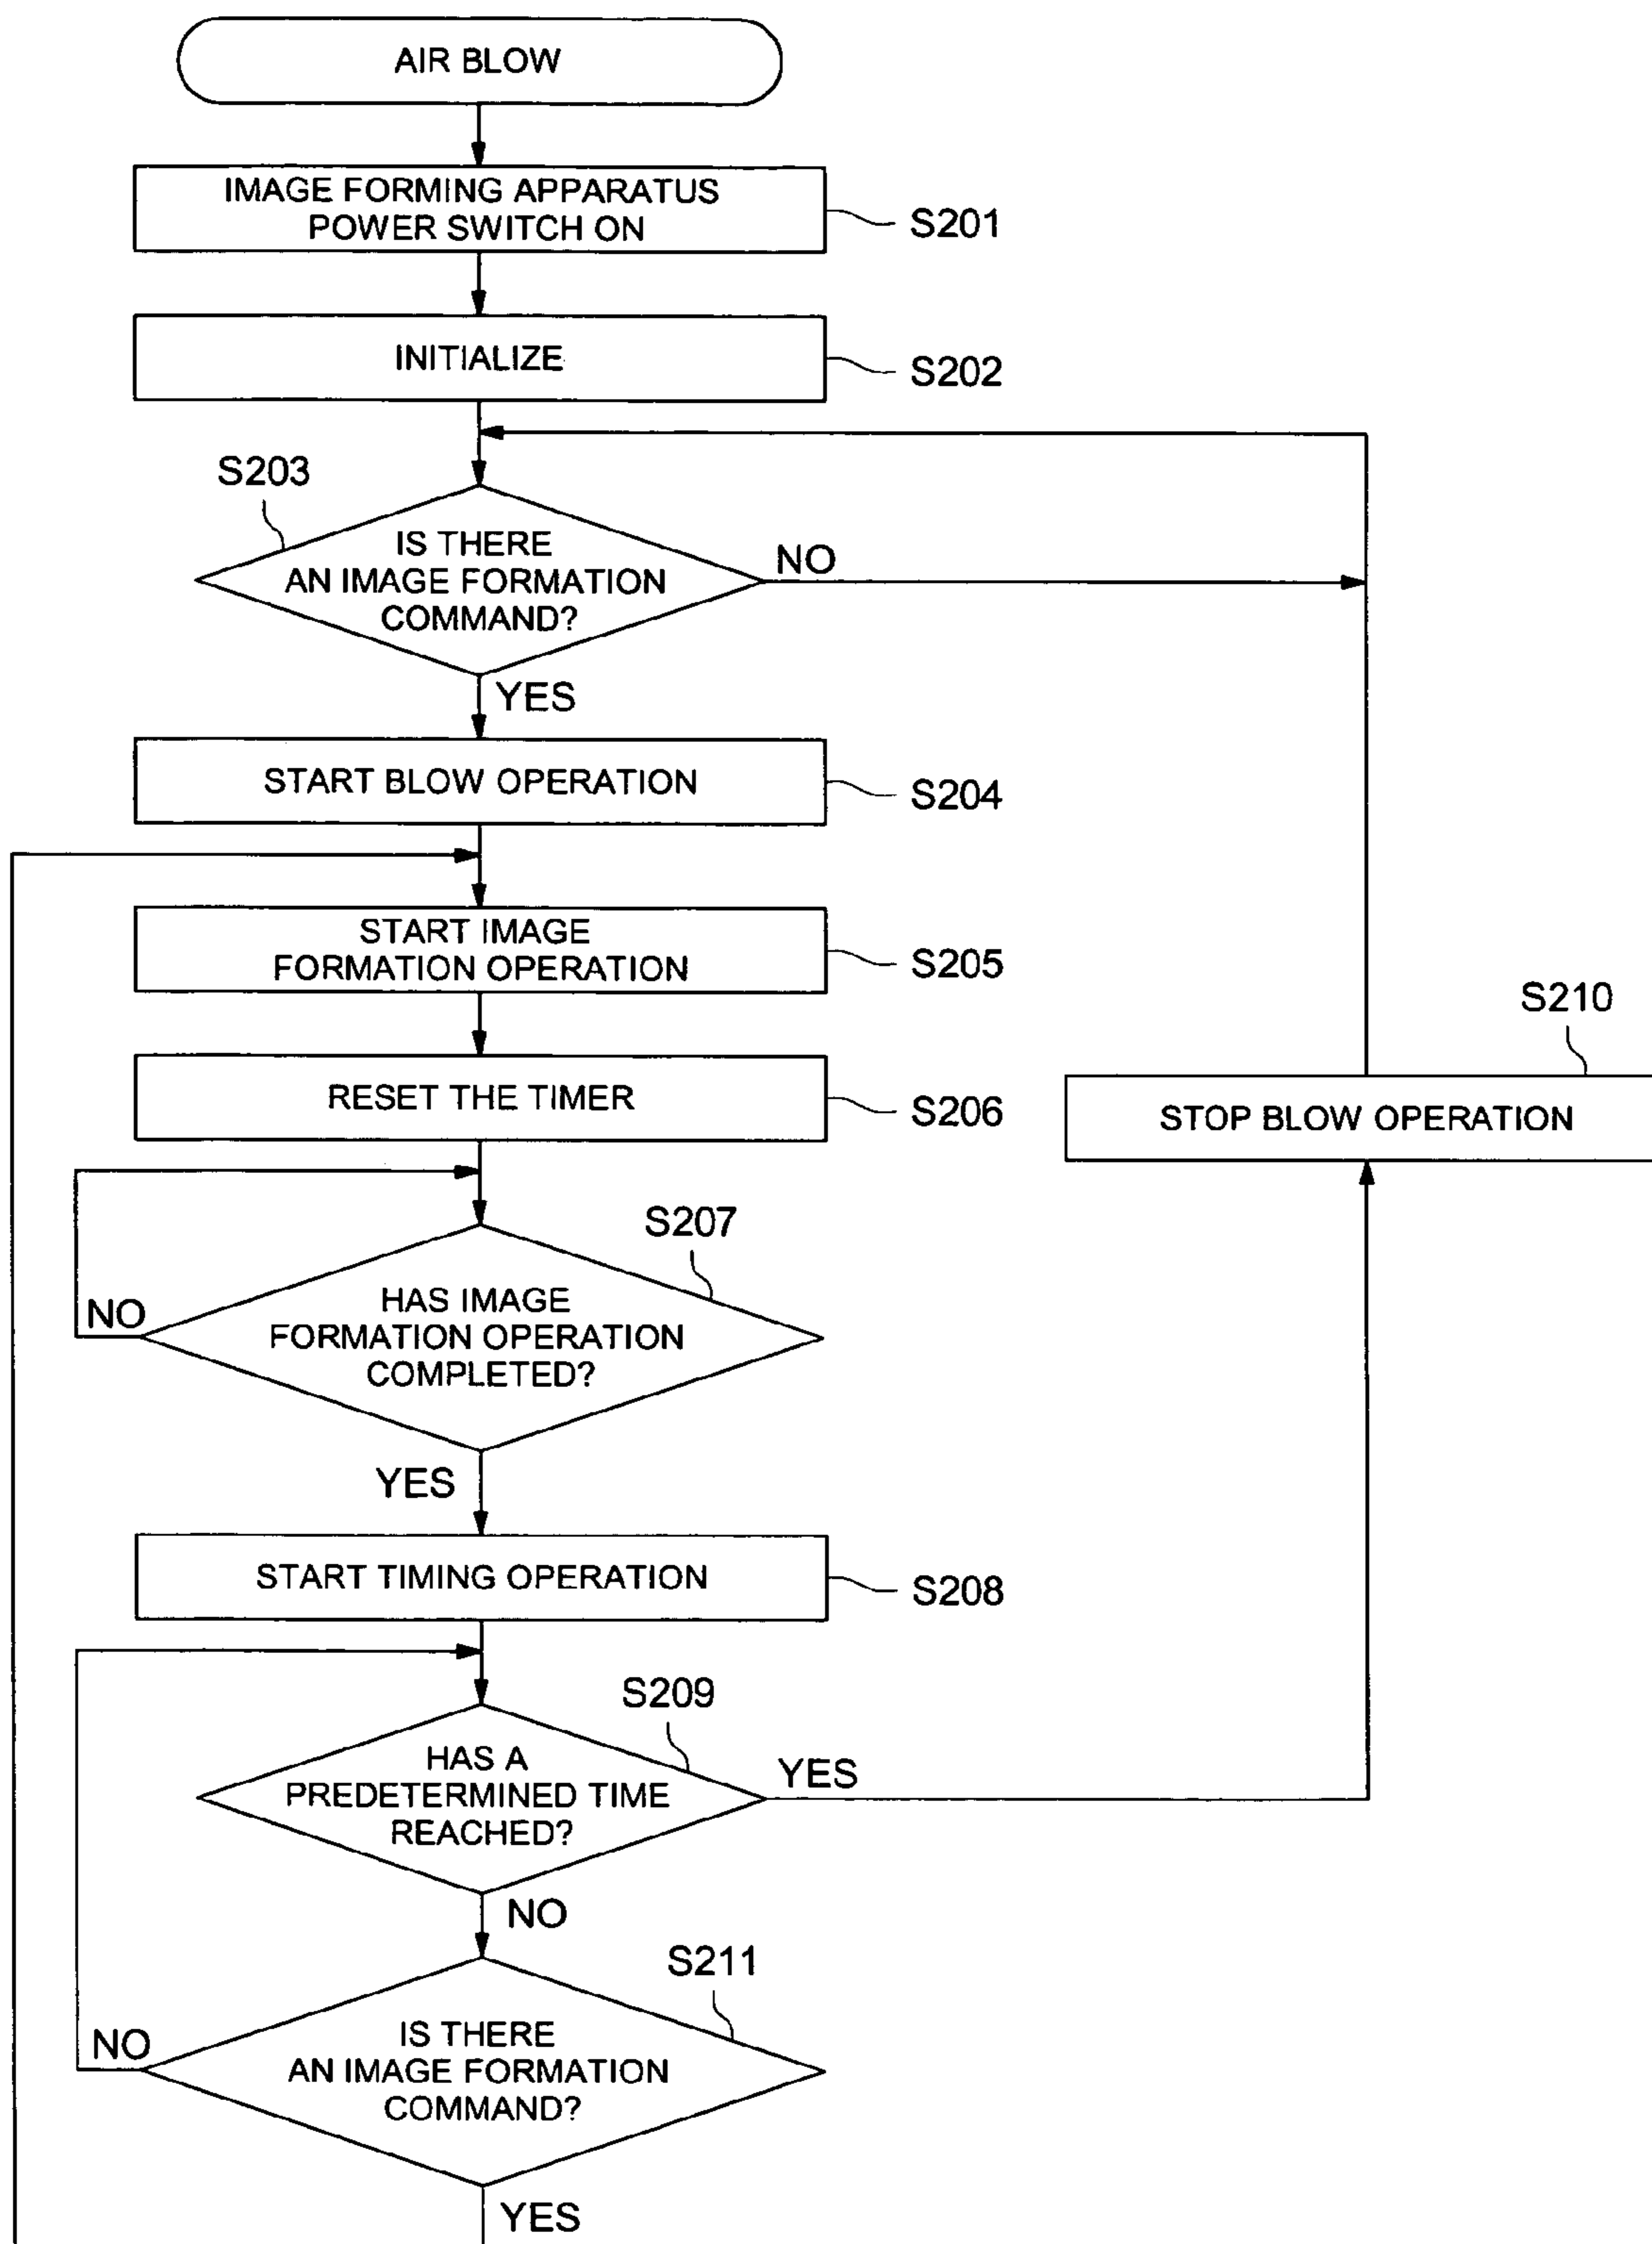 AIR BLOW
IMAGE FORMING APPARATUS
POWER SWITCH ON
S201
INITIALIZE
S202
S203
IS THERE
AN IMAGE FORMATION
COMMAND?
NO
YES
START BLOW OPERATION
S204
START IMAGE
FORMATION OPERATION
S205
S210
RESET THE TIMER
S206
STOP BLOW OPERATION
S207
HAS IMAGE
FORMATION OPERATION
COMPLETED?
NO
YES
START TIMING OPERATION
S208
S209
HAS A
PREDETERMINED TIME
REACHED?
YES
NO
S211
IS THERE
AN IMAGE FORMATION
COMMAND?
NO
YES